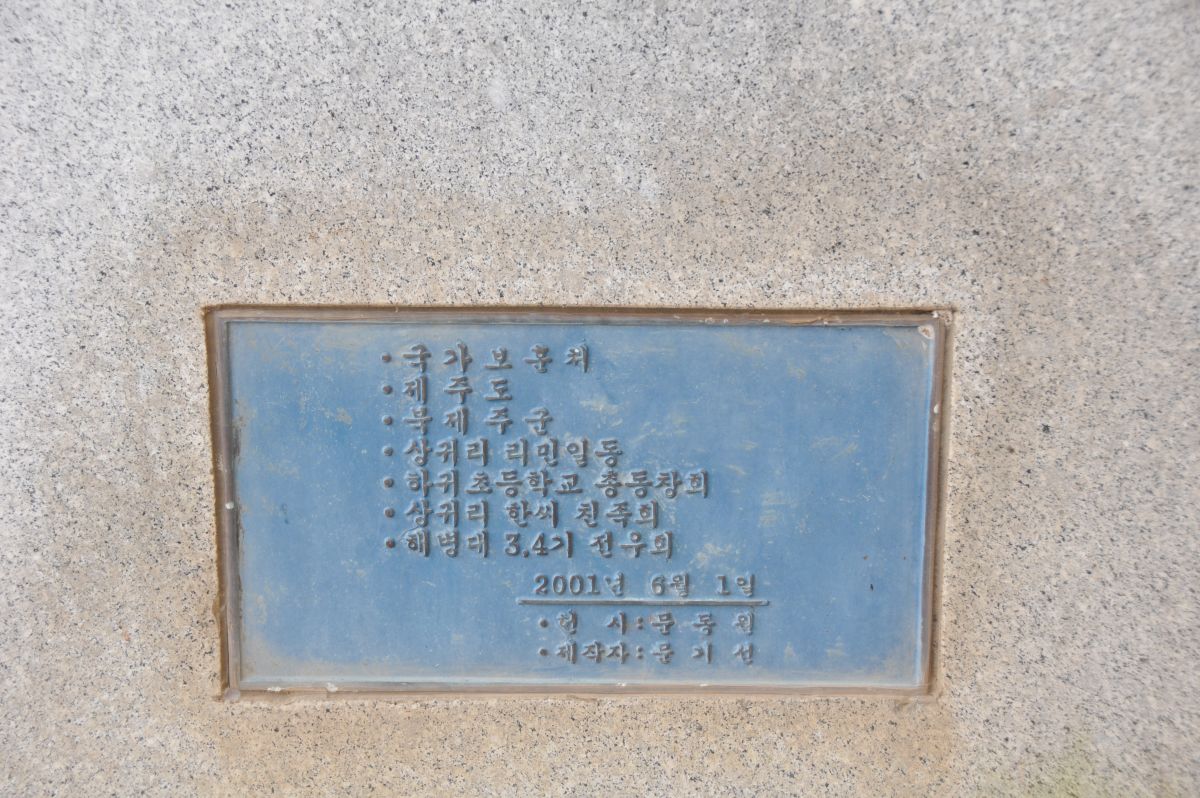 • 국 가 보 훈 처
• 제 주 도
• 북 제 주 군
• 상귀리 리민일동
• 하귀초등학교 총동창회
• 상귀리 한씨 친족회
• 해병대 3.4기 전우회
2001년 6월 1일
• 헌 시 : 문 동 원
• 제작자 : 문 기 선